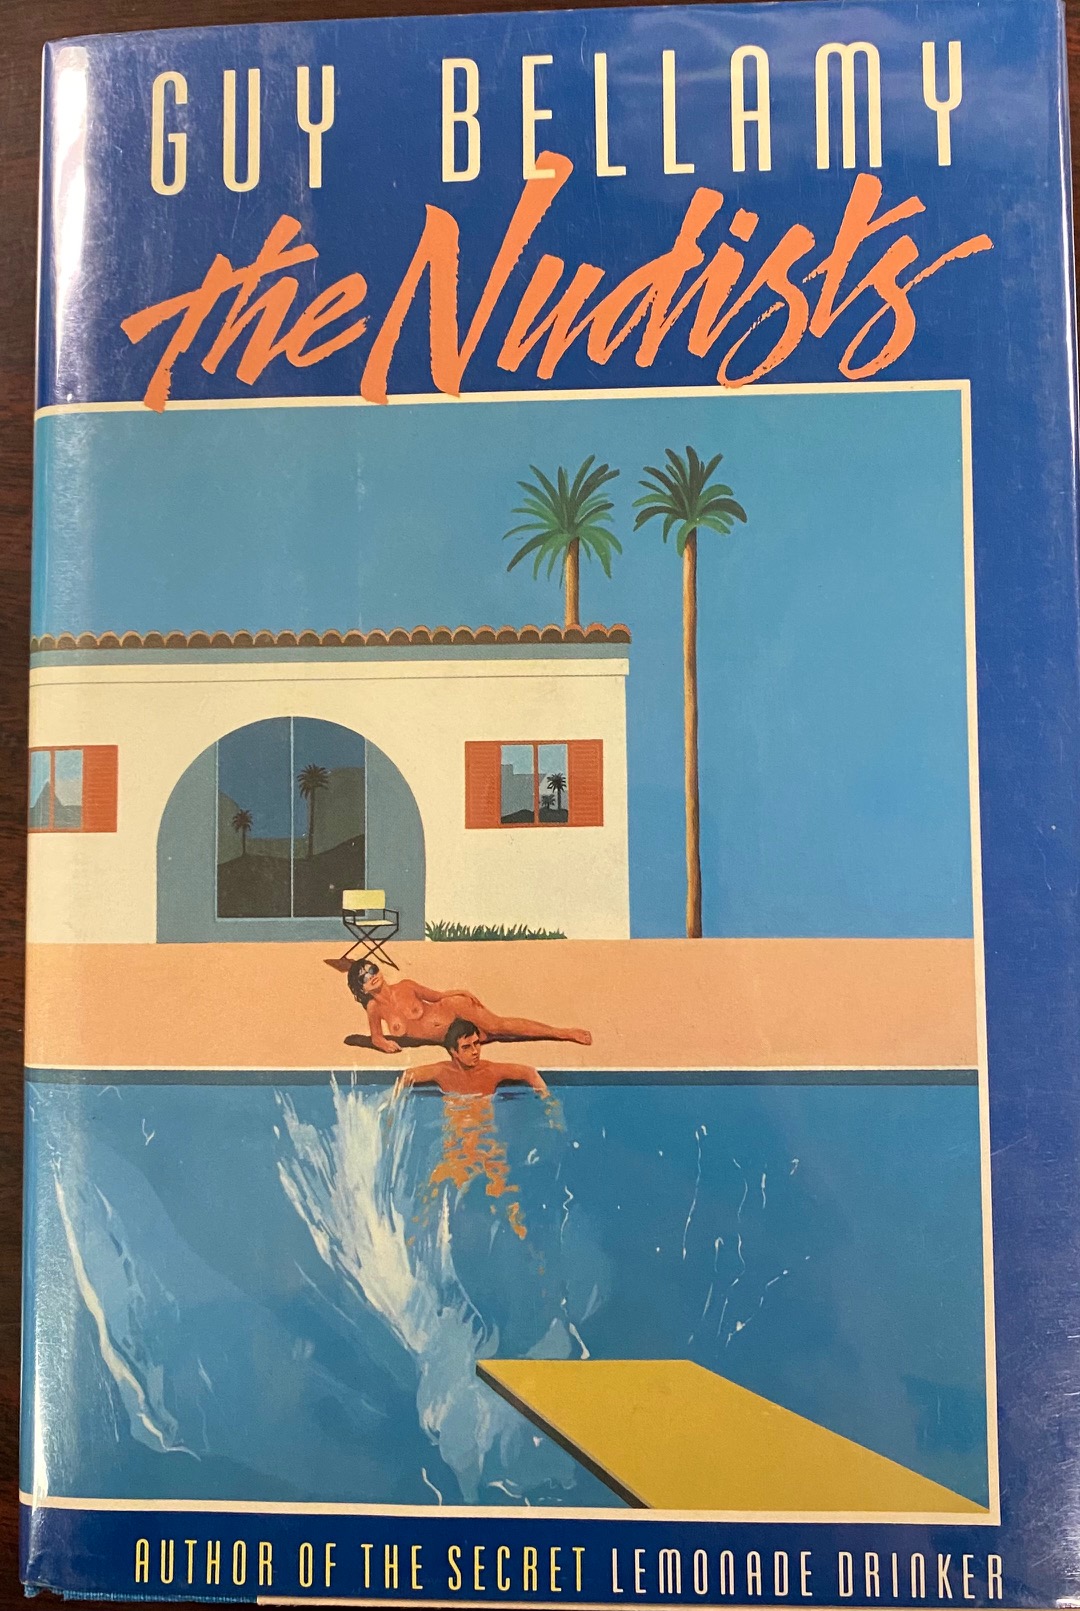 GUY BELLAMY
the Nudists
AUTHOR OF THE SECRET LEMONADE DRINKER